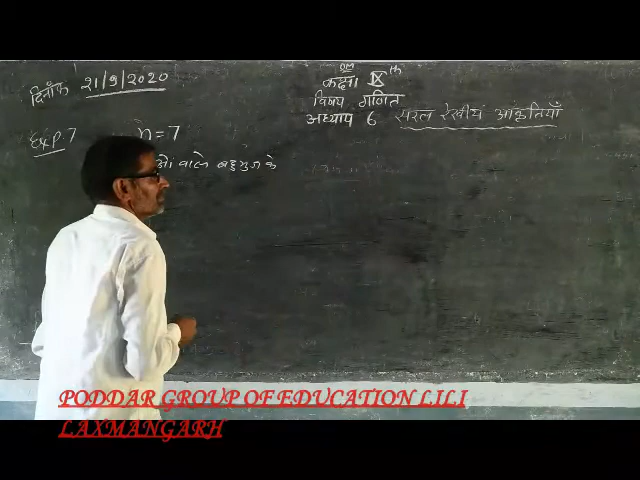 ॐ
दिनाँक 21/9/2020
कक्षा IX th
विषय गणित
अध्याय 6 सरल रेखीय आकृतियाँ
Exp. 7 n = 7
वाले बहुभुज के
PODDAR GROUP OF EDUCATION LILI
LAXMANGARH